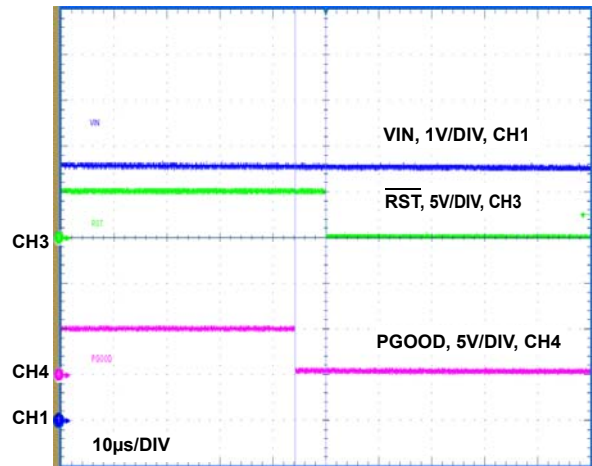 VIN
VIN, 1V/DIV, CH1
RST, 5V/DIV, CH3
RST
CH3
PGOOD, 5V/DIV, CH4
PGOOD
CH4
CH1
10µs/DIV